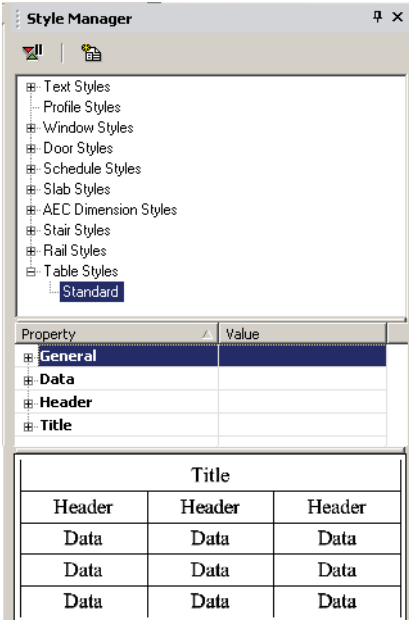 Style Manager
Text Styles
Profile Styles
Window Styles
Door Styles
Schedule Styles
Slab Styles
AEC Dimension Styles
Stair Styles
Rail Styles
Table Styles
Standard
Property Value
General
Data
Header
Title
Title
Header Header Header
Data Data Data
Data Data Data
Data Data Data